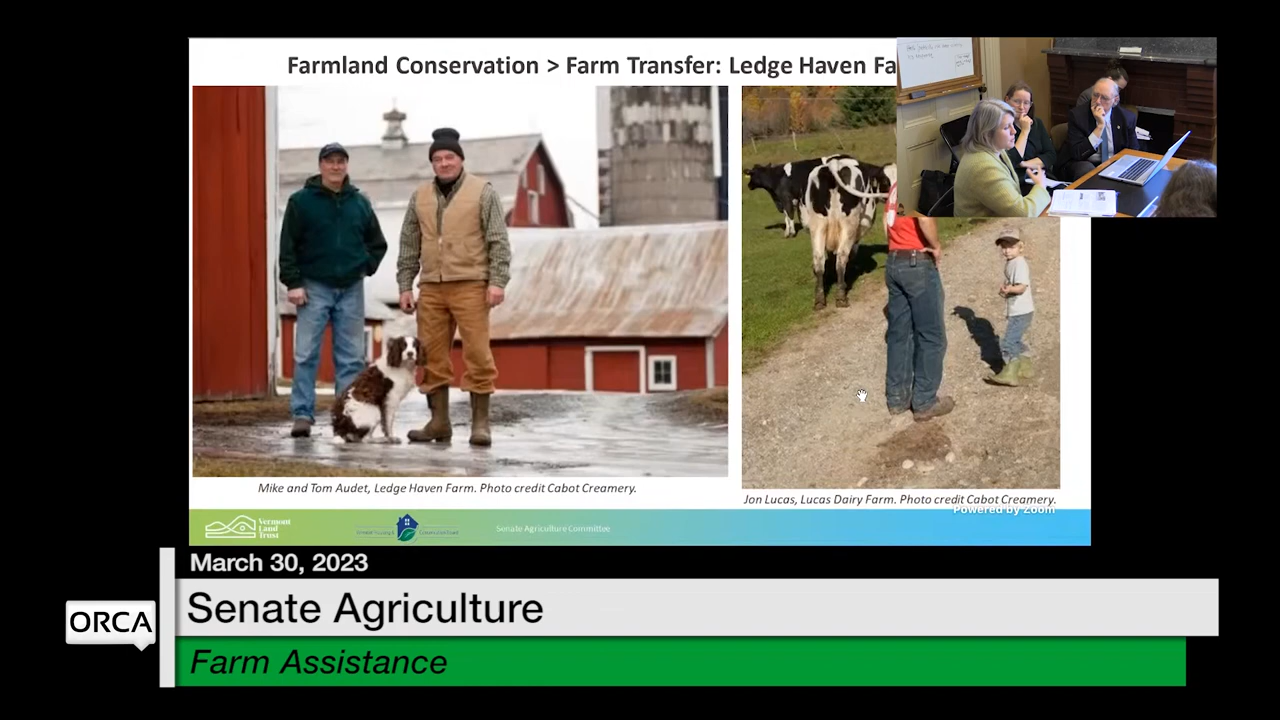 Farmland Conservation > Farm Transfer: Ledge Haven Fa
Mike and Tom Audet, Ledge Haven Farm. Photo credit Cabot Creamery.
Jon Lucas, Lucas Dairy Farm. Photo credit Cabot Creamery.
Powered by Zoom
Vermont
Land
Trust
Senate Agriculture Committee
March 30, 2023
ORCA
Senate Agriculture
Farm Assistance